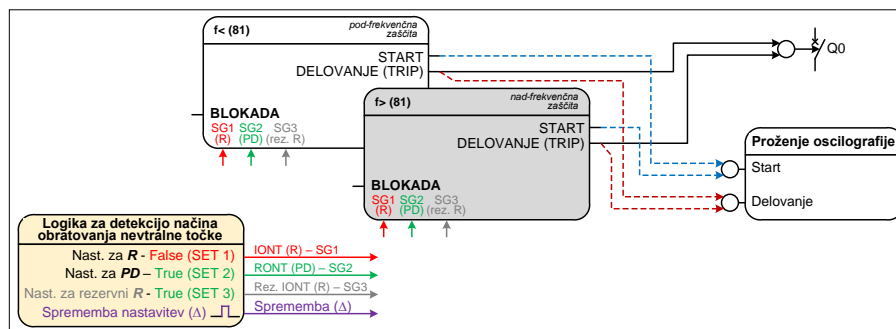 f< (81)
pod-frekvenčna
zaščita
START
DELOVANJE (TRIP)
BLOKADA
SG1 SG2 SG3
(R) (PD) (rez. R)
f> (81)
nad-frekvenčna
zaščita
START
DELOVANJE (TRIP)
BLOKADA
SG1 SG2 SG3
(R) (PD) (rez. R)
Q0
Proženje oscilografije
Start
Delovanje
Logika za detekcijo načina
obratovanja nevtralne točke
Nast. za R - False (SET 1)
Nast. za PD – True (SET 2)
Nast. za rezervni R - True (SET 3)
Sprememba nastavitev (Δ)
IONT (R) – SG1
RONT (PD) – SG2
Rez. IONT (R) – SG3
Sprememba (Δ)